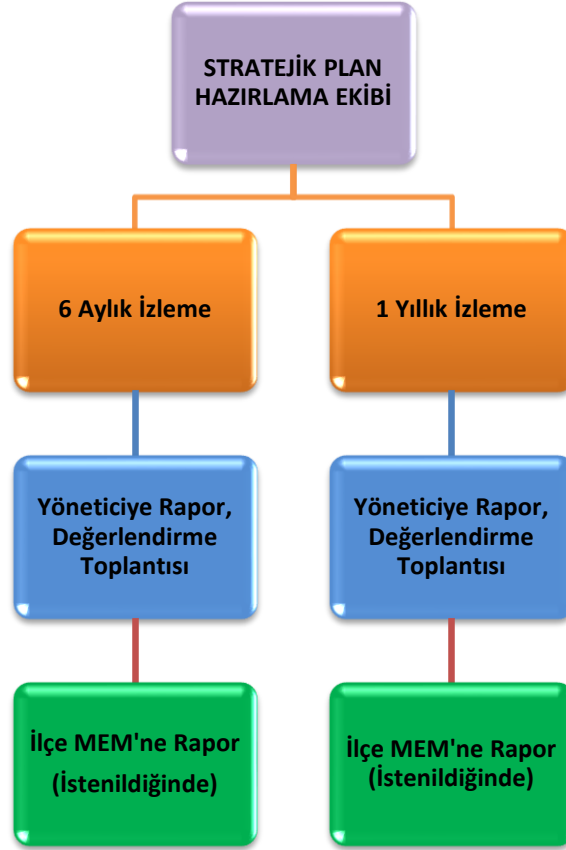 STRATEJİK PLAN
HAZIRLAMA EKİBİ
6 Aylık İzleme
1 Yıllık İzleme
Yöneticiye Rapor,
Değerlendirme
Toplantısı
Yöneticiye Rapor,
Değerlendirme
Toplantısı
İlçe MEM'ne Rapor
(İstenildiğinde)
İlçe MEM'ne Rapor
(İstenildiğinde)